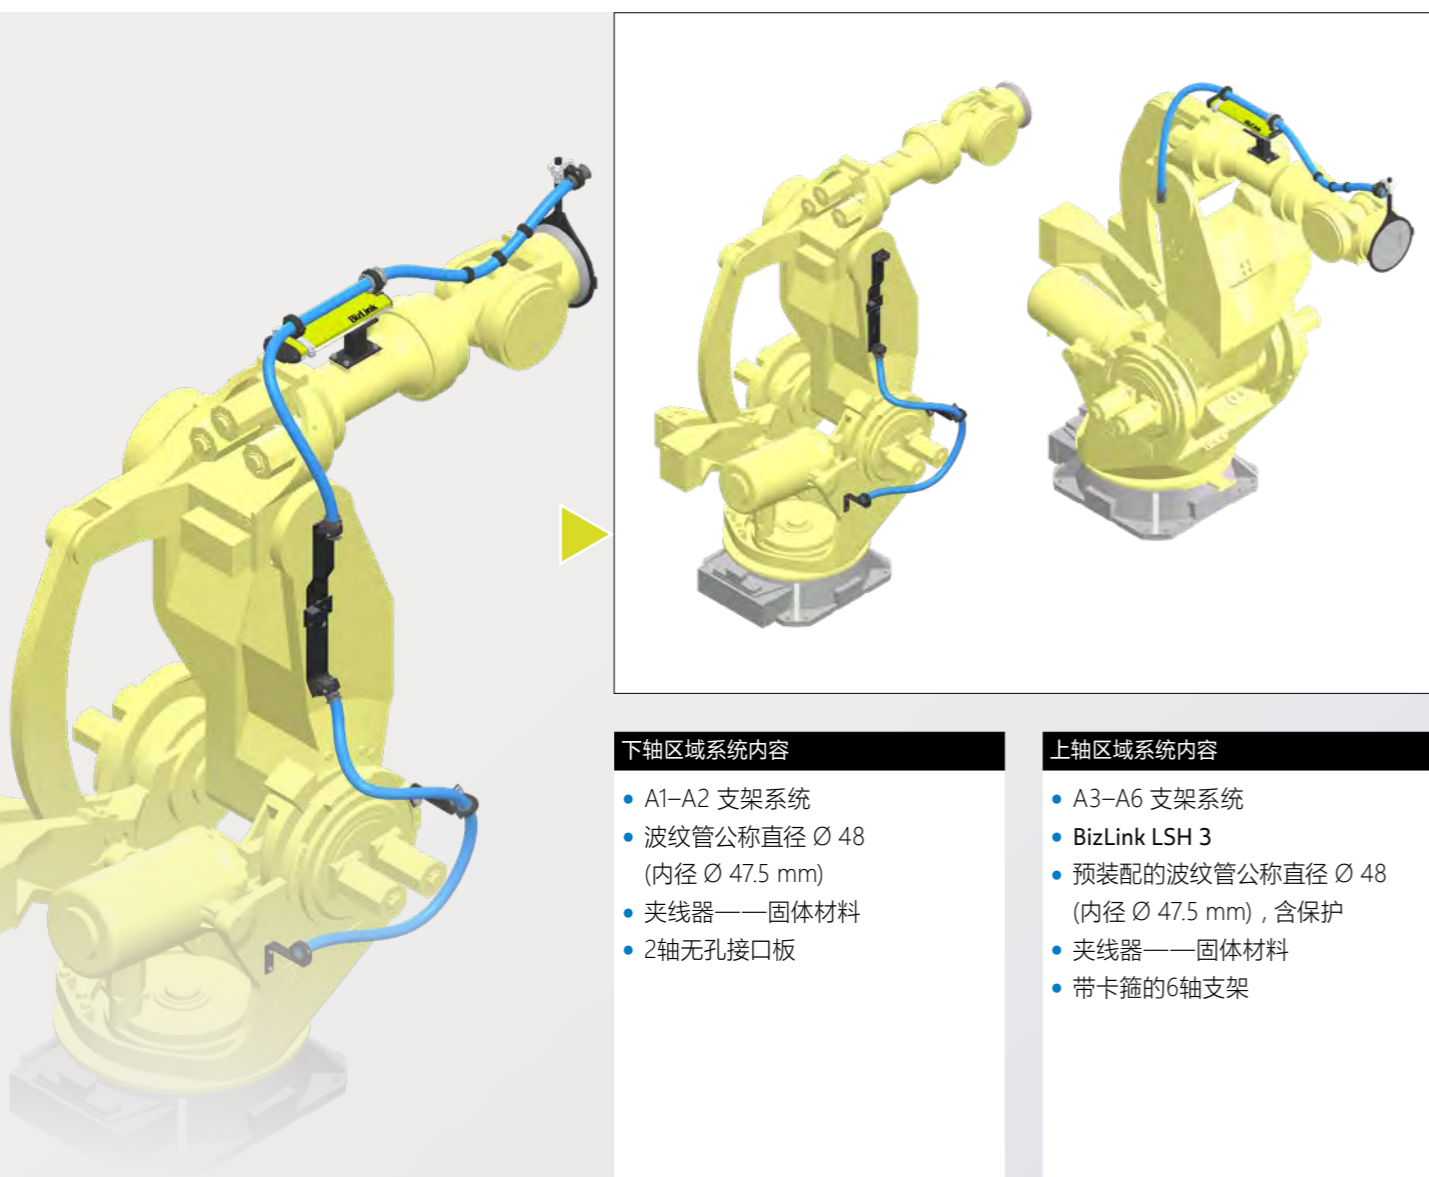 BizLink
BizLink
下轴区域系统内容
• A1–A2 支架系统
• 波纹管公称直径 Ø 48
(内径 Ø 47.5 mm)
• 夹线器——固体材料
• 2轴无孔接口板
上轴区域系统内容
• A3–A6 支架系统
• BizLink LSH 3
• 预装配的波纹管公称直径 Ø 48
(内径 Ø 47.5 mm)，含保护
• 夹线器——固体材料
• 带卡箍的6轴支架